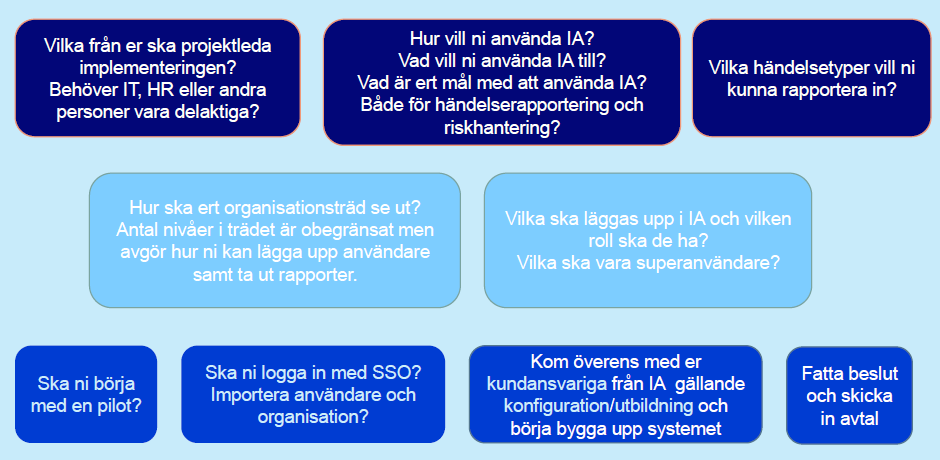 Vilka från er ska projektleda
implementeringen?
Behöver IT, HR eller andra
personer vara delaktiga?
Hur vill ni använda IA?
Vad vill ni använda IA till?
Vad är ert mål med att använda IA?
Både för händelserapportering och
riskhantering?
Vilka händelsetyper vill ni
kunna rapportera in?
Hur ska ert organisationsträd se ut?
Antal nivåer i trädet är obegränsat men
avgör hur ni kan lägga upp användare
samt ta ut rapporter.
Vilka ska läggas upp i IA och vilken
roll ska de ha?
Vilka ska vara superanvändare?
Ska ni börja
med en pilot?
Ska ni logga in med SSO?
Importera användare och
organisation?
Kom överens med er
kundansvariga från IA gällande
konfiguration/utbildning och
börja bygga upp systemet
Fatta beslut
och skicka
in avtal